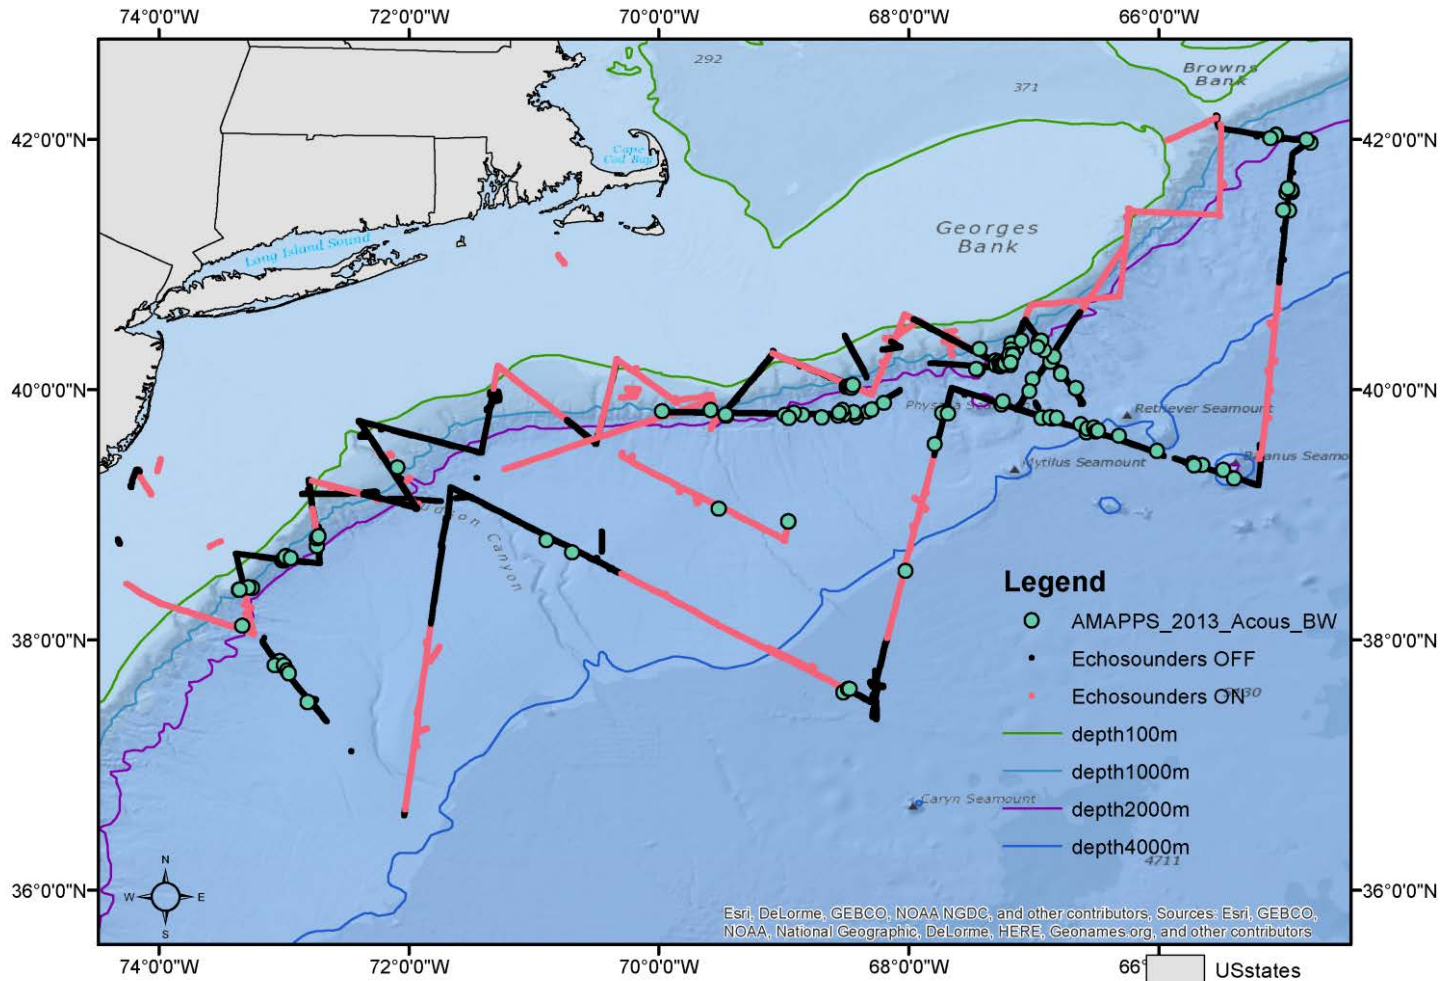 74°0'0"W 72°0'0"W 70°0'0"W 68°0'0"W 66°0'0"W
292
Browns
Bank
371
42°0'0"N 42°0'0"N
Cape
Cod Bay
Georges
Bank
Long Island Sound
40°0'0"N 40°0'0"N
Retriever Seamount
Mytilus Seamount
Hudson Canyon
Legend
AMAPPS_2013_Acous_BW
38°0'0"N 38°0'0"N
Echosounders OFF
Echosounders ON
depth100m
depth1000m
Caryn Seamount
depth2000m
depth4000m
4711
N
W E
S
36°0'0"N 36°0'0"N
Esri, DeLorme, GEBCO, NOAA NGDC, and other contributors, Sources: Esri, GEBCO,
NOAA, National Geographic, DeLorme, HERE, Geonames.org, and other contributors
74°0'0"W 72°0'0"W 70°0'0"W 68°0'0"W
USstates